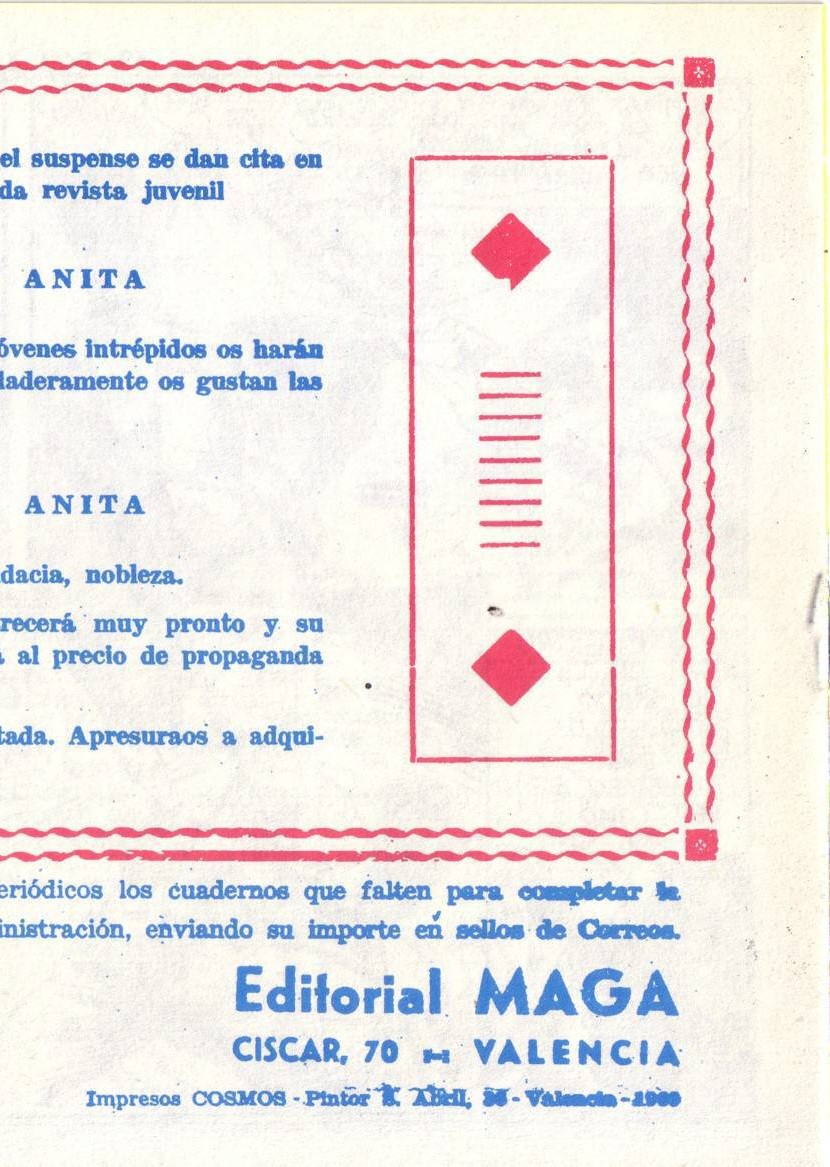 el suspense se dan cita en
da revista juvenil
ANITA
óvenes intrépidos os harán
daderamente os gustan las
ANITA
dacia, nobleza.
recerá muy pronto y su
al precio de propaganda
tada. Apresuraos a adqui-
eriódicos los cuadernos que falten para completar la
inistración, enviando su importe en sellos de Correos.
Editorial MAGA
CISCAR, 70 - VALENCIA
Impresos COSMOS - Pintor S. Abril, - Valencia -